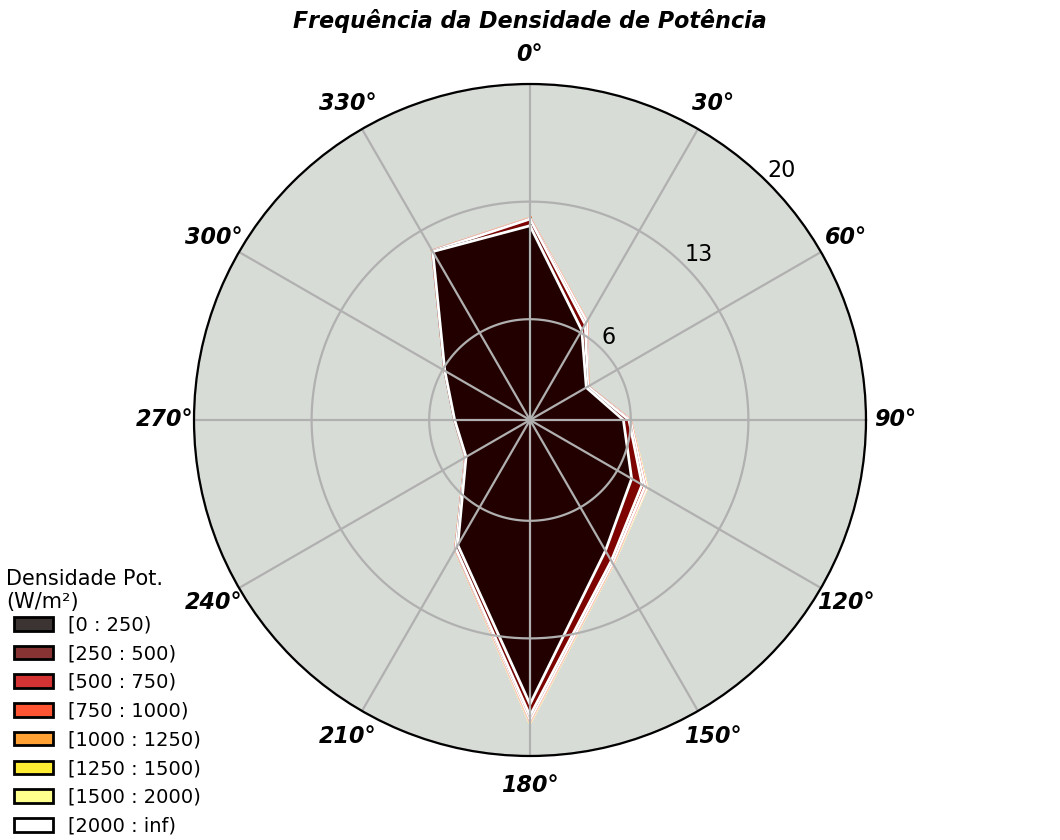 Frequência da Densidade de Potência
0°
330°
30°
20
300°
60°
13
6
270°
90°
240°
120°
210°
150°
180°
Densidade Pot.
(W/m²)
[0 : 250)
[250 : 500)
[500 : 750)
[750 : 1000)
[1000 : 1250)
[1250 : 1500)
[1500 : 2000)
[2000 : inf)